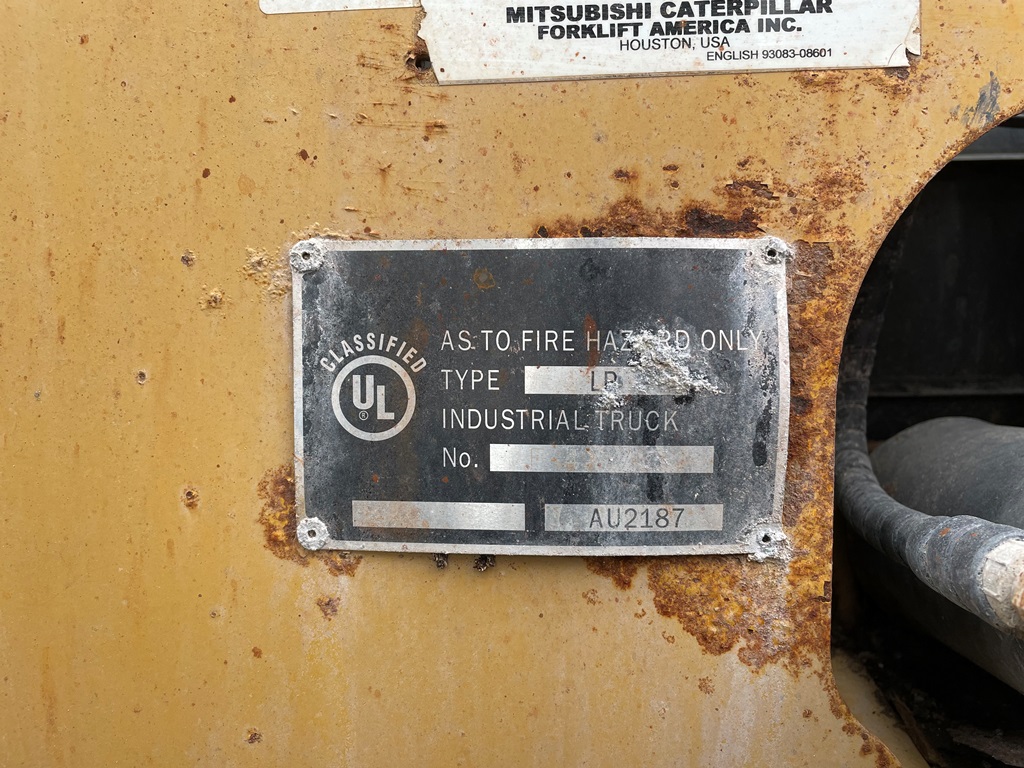 MITSUBISHI CATERPILLAR
FORKLIFT AMERICA INC.
HOUSTON, USA
ENGLISH 93083-08601
CLASSIFIED
UL
®
AS TO FIRE HAZARD ONLY
TYPE LP
INDUSTRIAL TRUCK
No.
AU2187